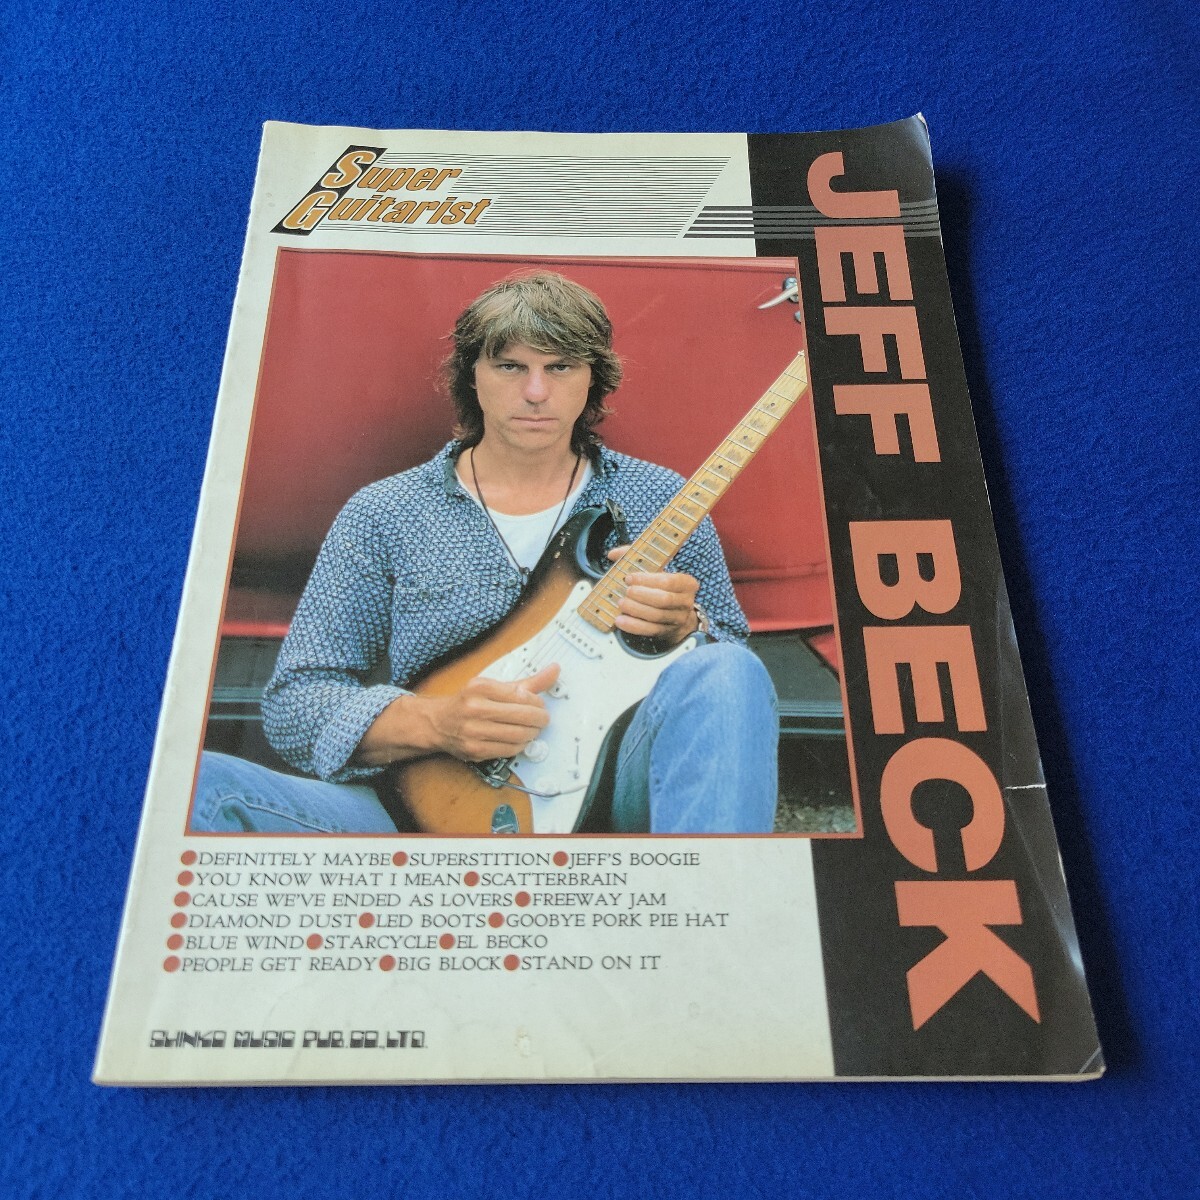 Super
Guitarist
JEFF BECK
●DEFINITELY MAYBE●SUPERSTITION●JEFF'S BOOGIE
●YOU KNOW WHAT I MEAN●SCATTERBRAIN
●CAUSE WE'VE ENDED AS LOVERS●FREEWAY JAM
●DIAMOND DUST●LED BOOTS●GOOBYE PORK PIE HAT
●BLUE WIND●STARCYCLE●EL BECKO
●PEOPLE GET READY●BIG BLOCK●STAND ON IT
SHINKO MUSIC PUB.CO.,LTD.